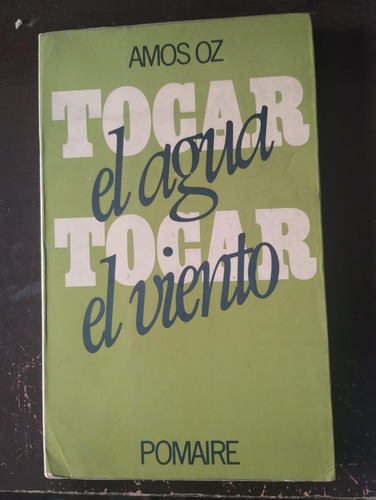 AMOS OZ
TOCAR
el agua
TOCAR
el viento
POMAIRE